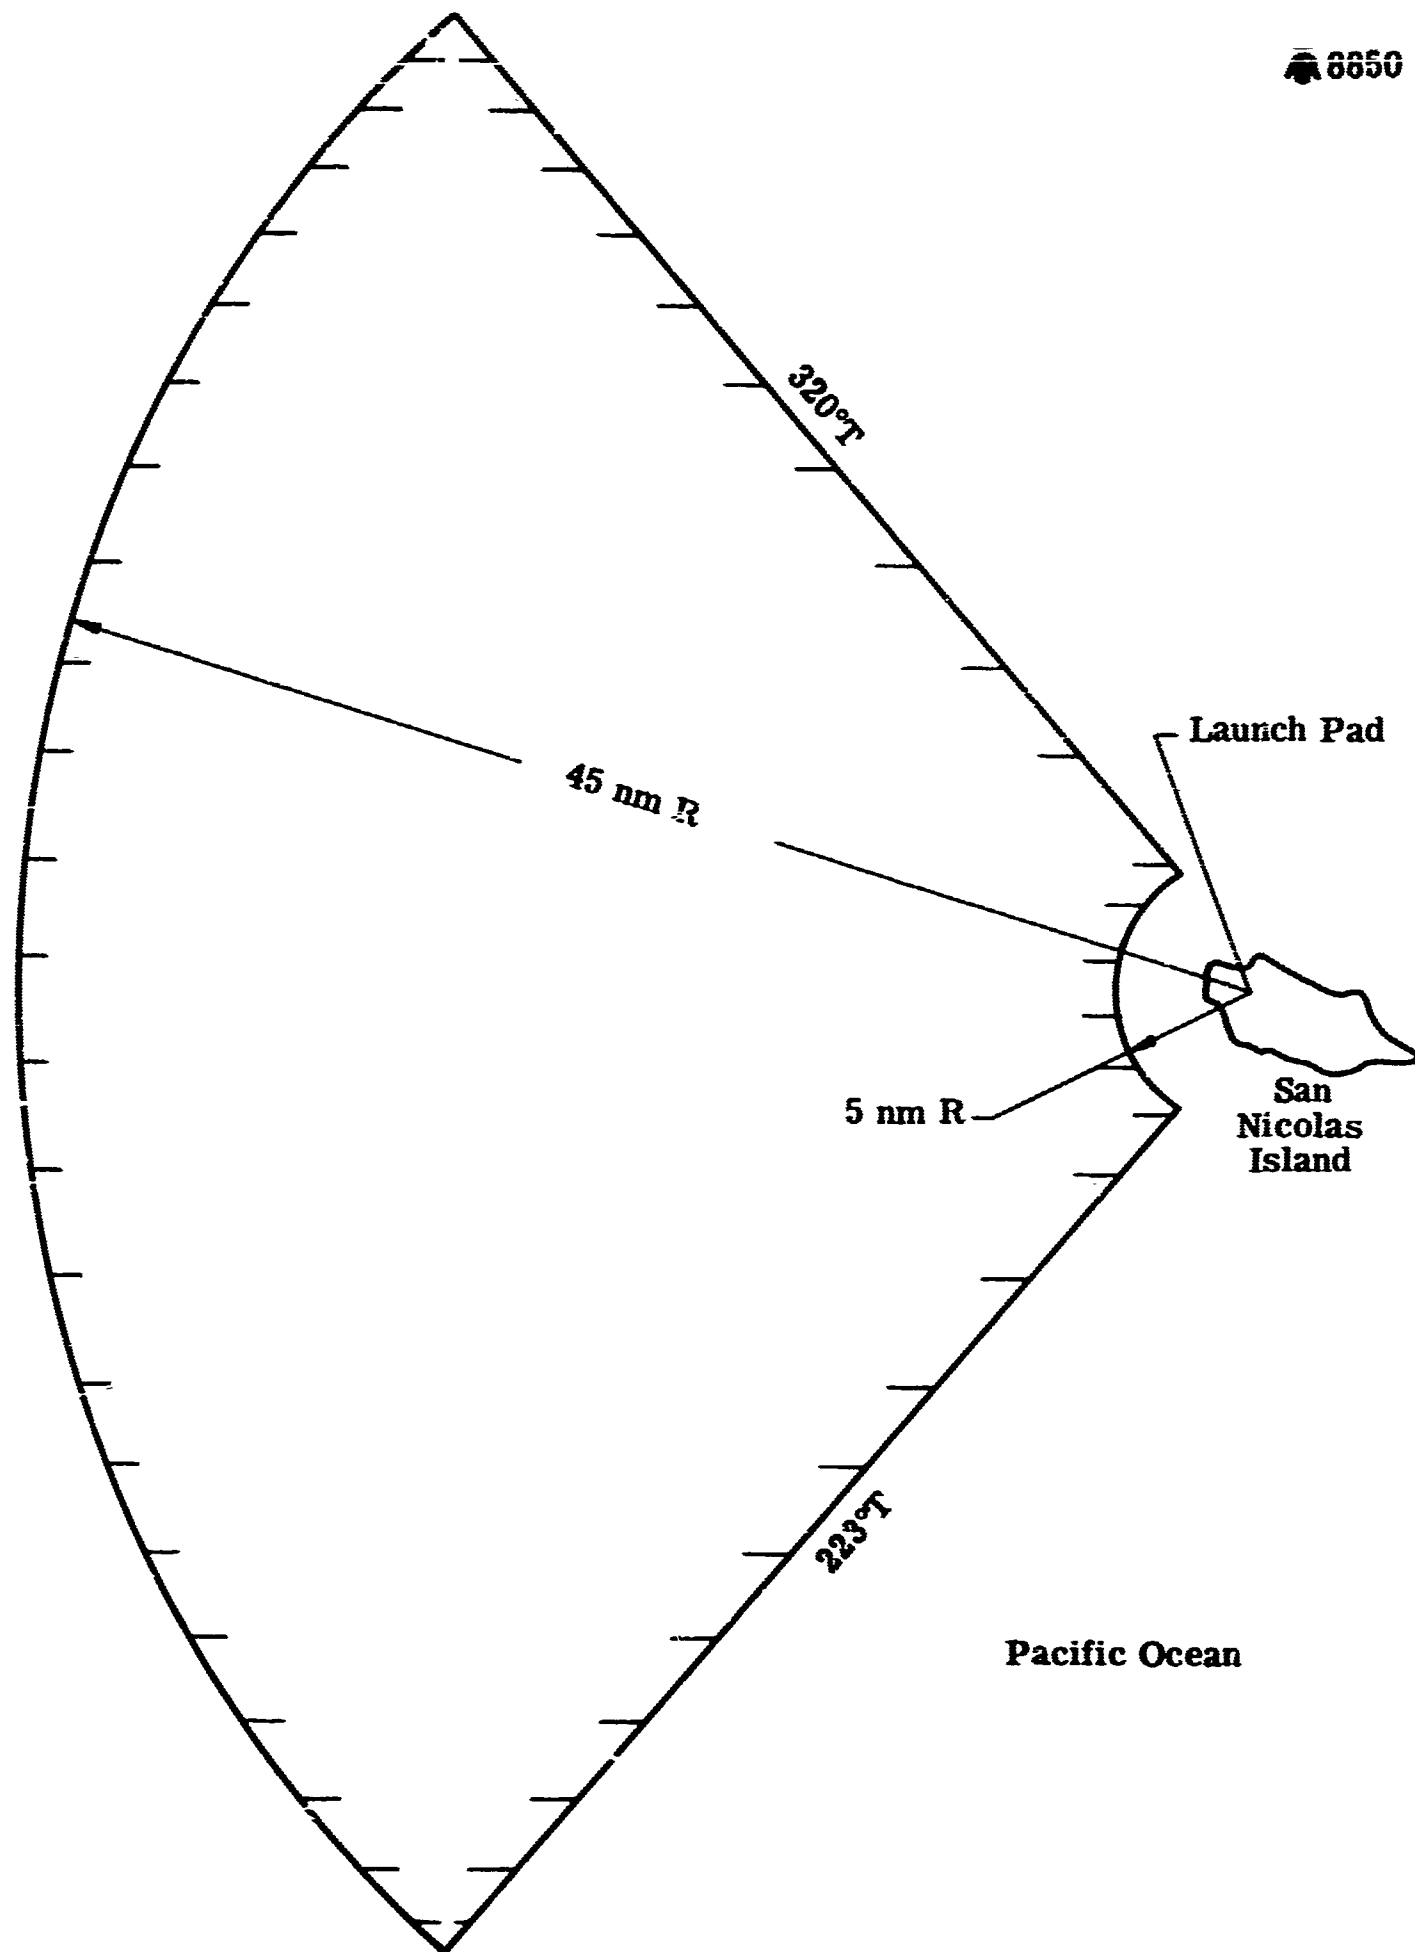 8850
320°T
Launch Pad
45 nm R
5 nm R
San
Nicolas
Island
223°T
Pacific Ocean